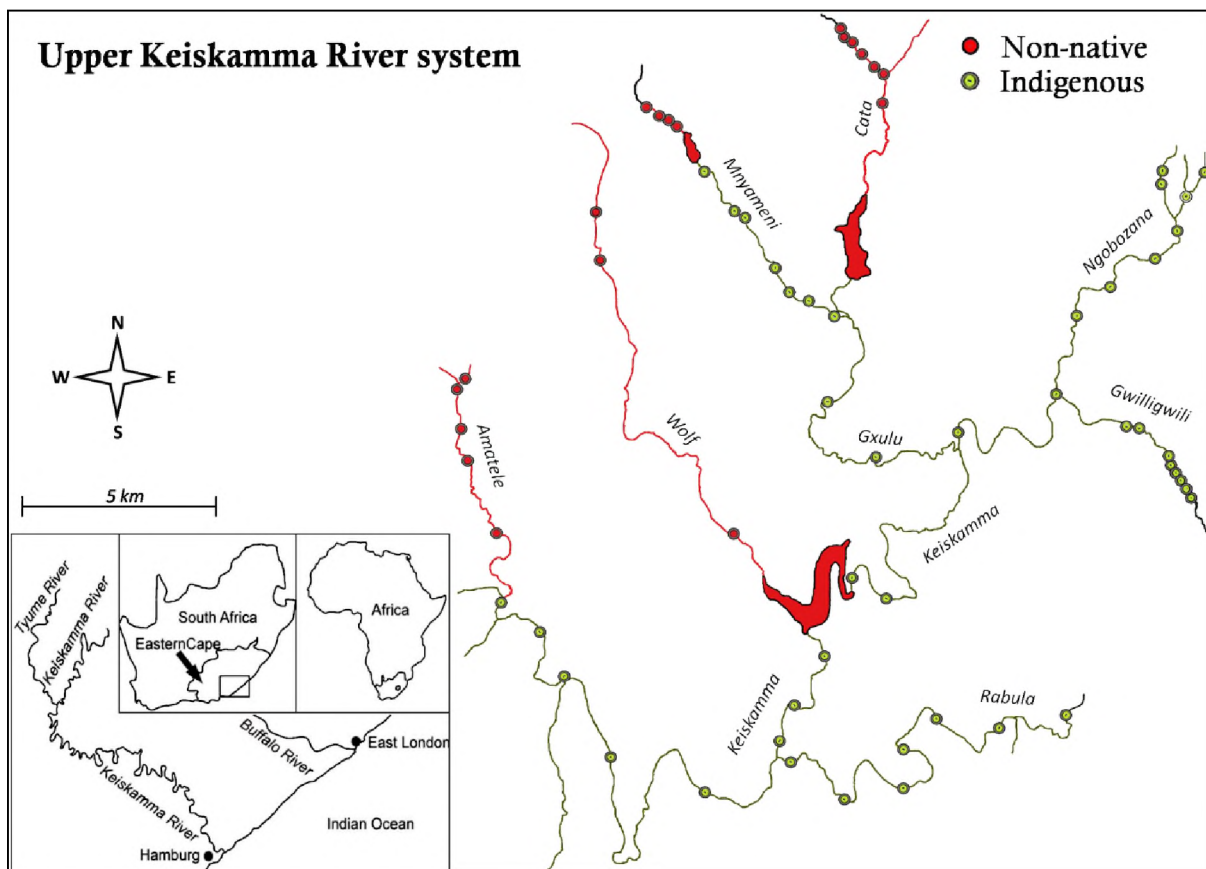 Upper Keiskamma River system
Non-native
Indigenous
Cata
Mnyameni
Ngobozana
N
W E
S
Gwilligwili
Amatele
Wolf
Gxulu
5 km
Keiskamma
Tyume River
Keiskamma River
South Africa
EasternCape
Africa
Keiskamma
Rabula
Buffalo River
East London
Keiskamma River
Indian Ocean
Hamburg